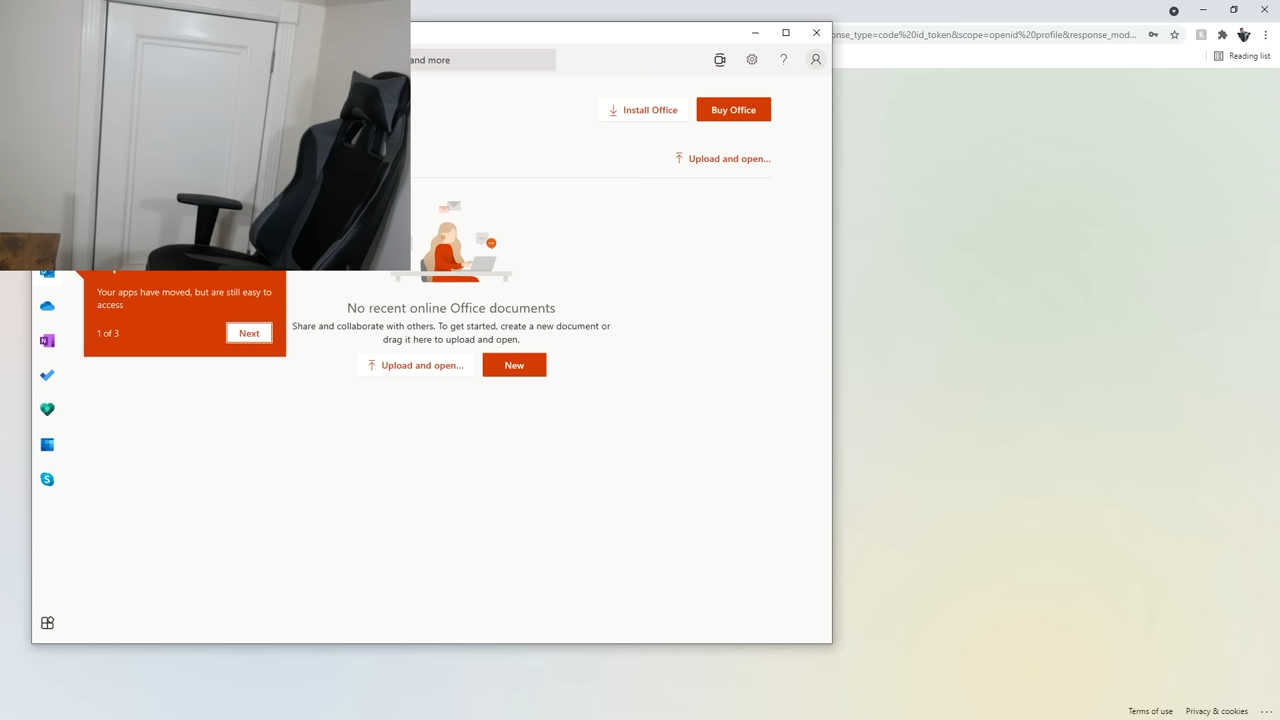 onse_type=code%20id_token&scope=openid%20profile&response_mod...
Reading list
and more
Install Office
Buy Office
Upload and open...
Your apps have moved, but are still easy to
access
1 of 3
Next
No recent online Office documents
Share and collaborate with others. To get started, create a new document or
drag it here to upload and open.
Upload and open...
New
Terms of use
Privacy & cookies